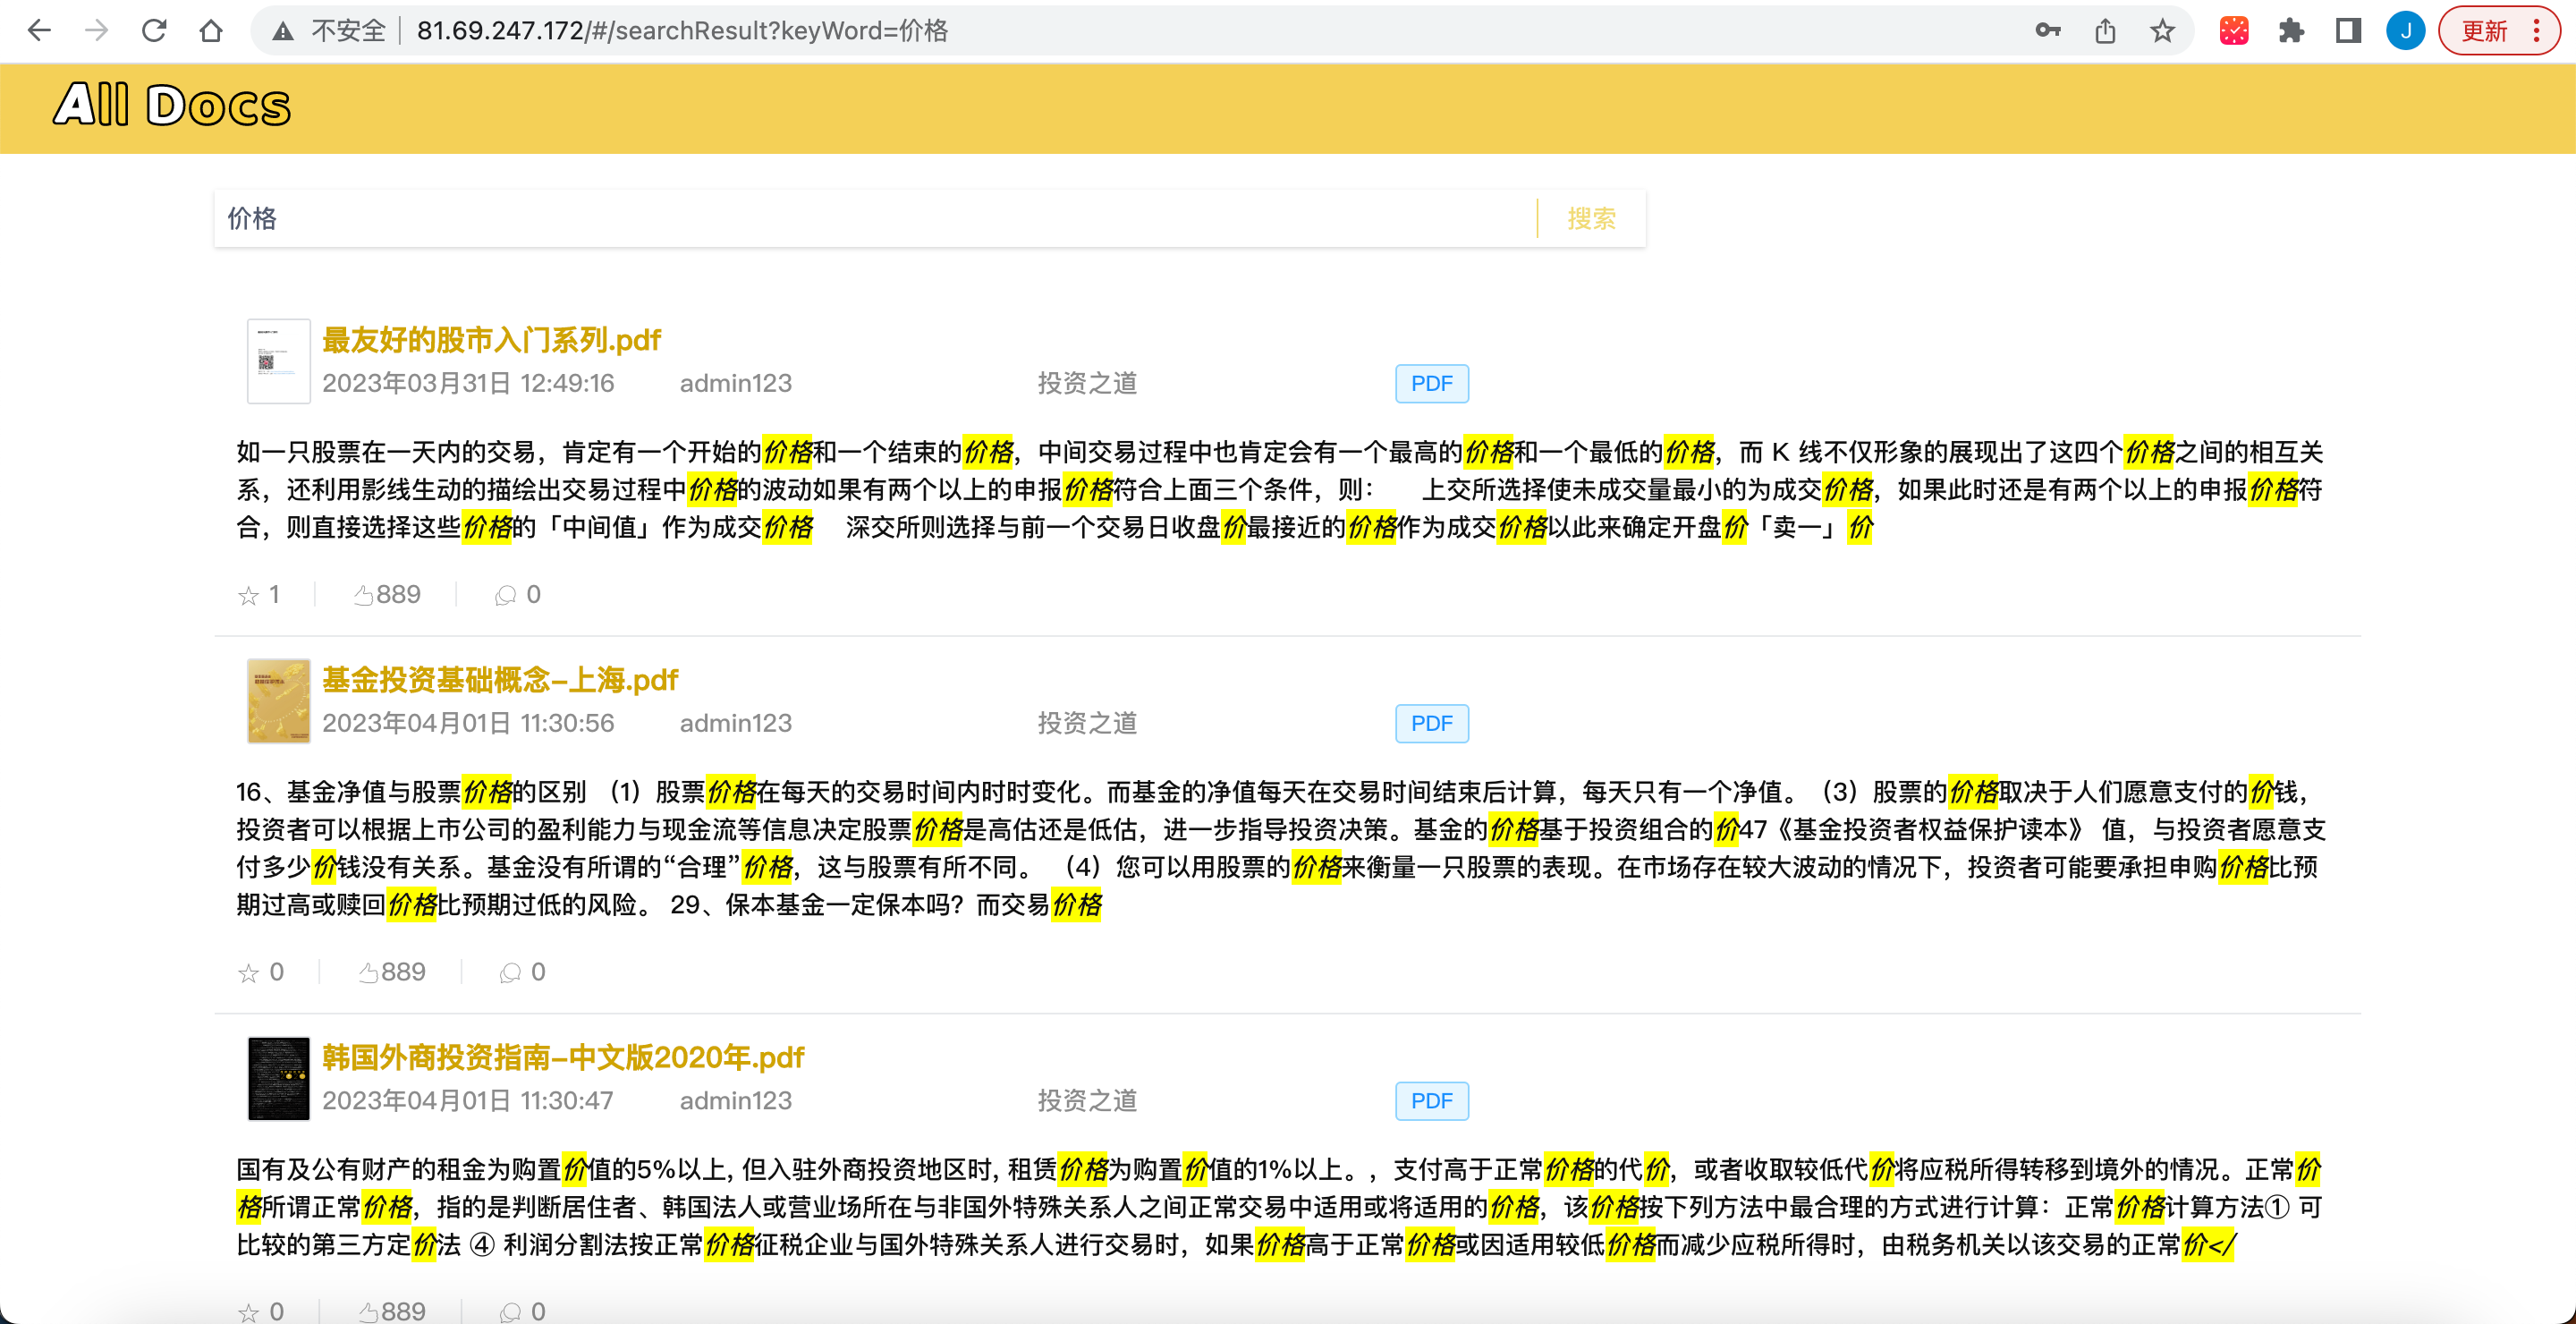 不安全 81.69.247.172/#/searchResult?keyWord=价格
J
更新
All Docs
价格
搜索
最友好的股市入门系列.pdf
2023年03月31日 12:49:16 admin123 投资之道 PDF
如一只股票在一天内的交易，肯定有一个开始的价格和一个结束的价格，中间交易过程中也肯定会有一个最高的价格和一个最低的价格，而 K 线不仅形象的展现出了这四个价格之间的相互关
系，还利用影线生动的描绘出交易过程中价格的波动如果有两个以上的申报价格符合上面三个条件，则： 上交所选择使未成交量最小的为成交价格，如果此时还是有两个以上的申报价格符
合，则直接选择这些价格的「中间值」作为成交价格 深交所则选择与前一个交易日收盘价最接近的价格作为成交价格以此来确定开盘价「卖一」价
1 889 0
基金投资基础概念-上海.pdf
2023年04月01日 11:30:56 admin123 投资之道 PDF
16、基金净值与股票价格的区别 （1）股票价格在每天的交易时间内时时变化。而基金的净值每天在交易时间结束后计算，每天只有一个净值。（3）股票的价格取决于人们愿意支付的价钱，
投资者可以根据上市公司的盈利能力与现金流等信息决定股票价格是高估还是低估，进一步指导投资决策。基金的价格基于投资组合的价47《基金投资者权益保护读本》 值，与投资者愿意支
付多少价钱没有关系。基金没有所谓的“合理”价格，这与股票有所不同。 （4）您可以用股票的价格来衡量一只股票的表现。在市场存在较大波动的情况下，投资者可能要承担申购价格比预
期过高或赎回价格比预期过低的风险。 29、保本基金一定保本吗？而交易价格
0 889 0
韩国外商投资指南-中文版2020年.pdf
2023年04月01日 11:30:47 admin123 投资之道 PDF
国有及公有财产的租金为购置价值的5%以上, 但入驻外商投资地区时, 租赁价格为购置价值的1%以上。，支付高于正常价格的代价，或者收取较低代价将应税所得转移到境外的情况。正常价
格所谓正常价格，指的是判断居住者、韩国法人或营业场所在与非国外特殊关系人之间正常交易中适用或将适用的价格，该价格按下列方法中最合理的方式进行计算：正常价格计算方法① 可
比较的第三方定价法 ④ 利润分割法按正常价格征税企业与国外特殊关系人进行交易时，如果价格高于正常价格或因适用较低价格而减少应税所得时，由税务机关以该交易的正常价</
0 889 0